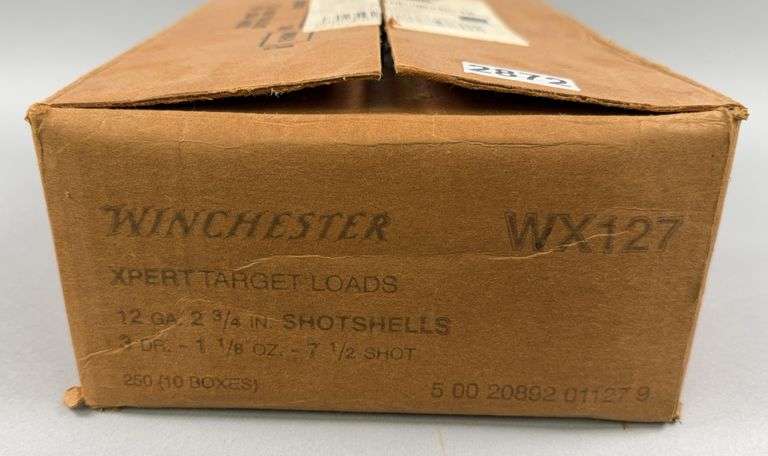 2872
WINCHESTER WX127
XPERT TARGET LOADS
12 GA. 2 3/4 IN. SHOTSHELLS
3 DR. - 1 1/8 OZ. - 7 1/2 SHOT
250 (10 BOXES) 5 00 20892 01127 9